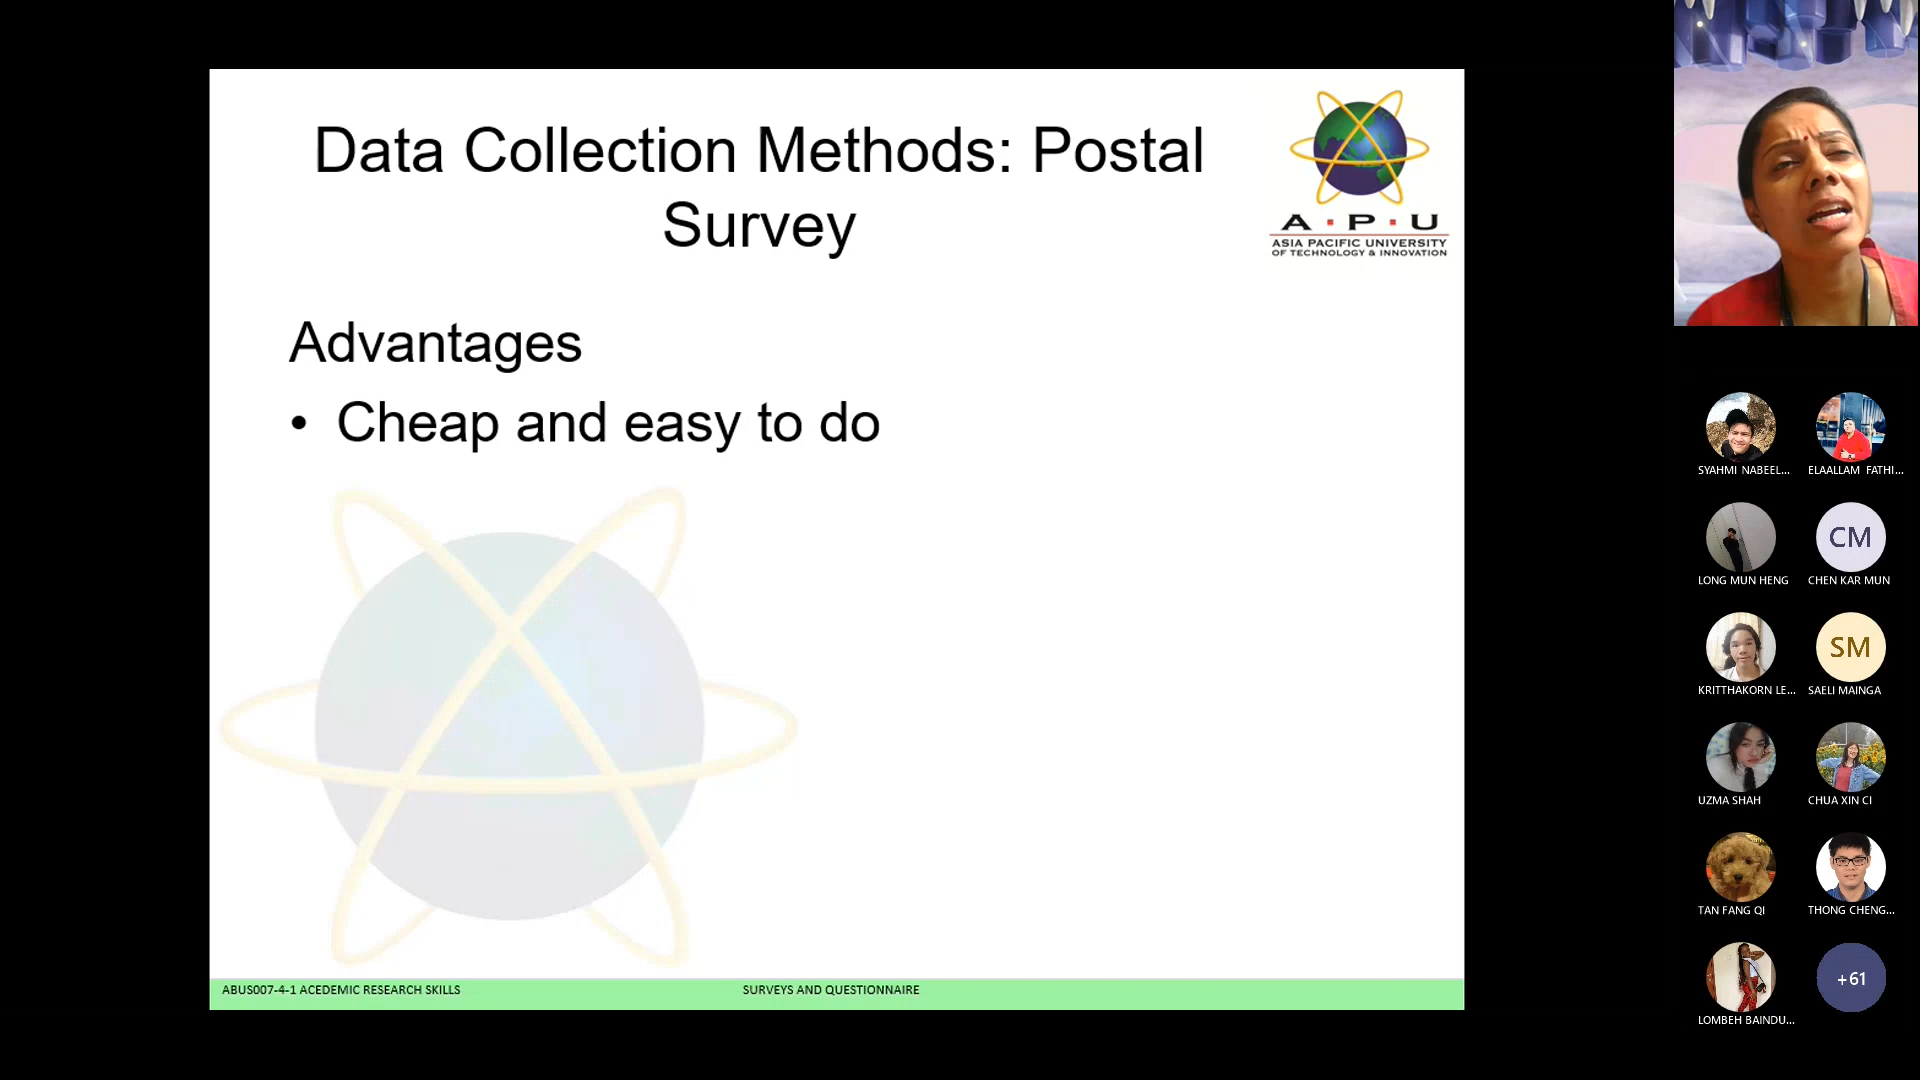 Data Collection Methods: Postal
Survey
A·P·U
ASIA PACIFIC UNIVERSITY
OF TECHNOLOGY & INNOVATION
Advantages
• Cheap and easy to do
ABUS007-4-1 ACEDEMIC RESEARCH SKILLS
SURVEYS AND QUESTIONNAIRE
SYAHMI NABEEL...
ELAALLAM FATHI...
LONG MUN HENG
CM
CHEN KAR MUN
KRITTHAKORN LE...
SM
SAELI MAINGA
UZMA SHAH
CHUA XIN CI
TAN FANG QI
THONG CHENG...
LOMBEH BAINDU...
+61